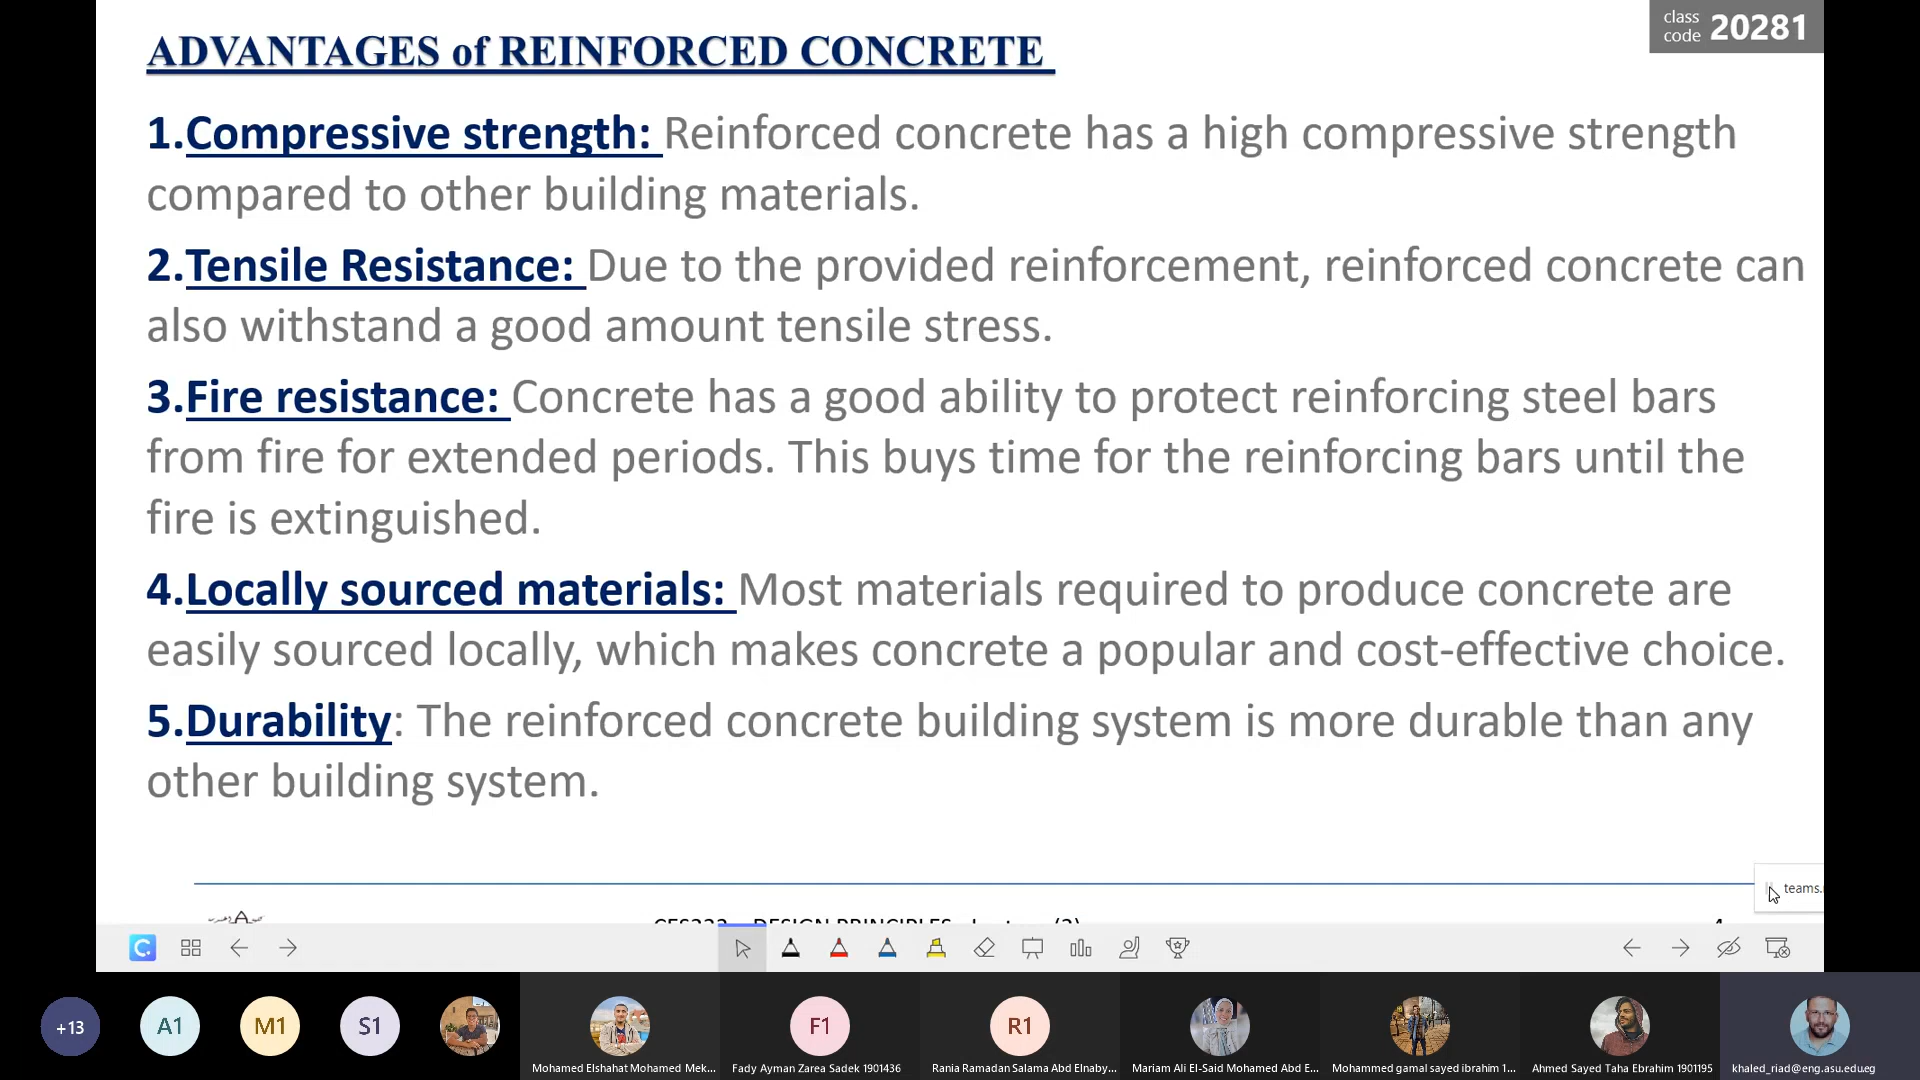 class
code 20281
ADVANTAGES of REINFORCED CONCRETE
1.Compressive strength: Reinforced concrete has a high compressive strength
compared to other building materials.
2.Tensile Resistance: Due to the provided reinforcement, reinforced concrete can
also withstand a good amount tensile stress.
3.Fire resistance: Concrete has a good ability to protect reinforcing steel bars
from fire for extended periods. This buys time for the reinforcing bars until the
fire is extinguished.
4.Locally sourced materials: Most materials required to produce concrete are
easily sourced locally, which makes concrete a popular and cost-effective choice.
5.Durability: The reinforced concrete building system is more durable than any
other building system.
teams.
DESIGN PRINCIPLES
+13
A1
M1
S1
F1
R1
Mohamed Elshahat Mohamed Mek...
Fady Ayman Zarea Sadek 1901436
Rania Ramadan Salama Abd Elnaby...
Mariam Ali El-Said Mohamed Abd E...
Mohammed gamal sayed ibrahim 1...
Ahmed Sayed Taha Ebrahim 1901195
khaled_riad@eng.asu.edu.eg